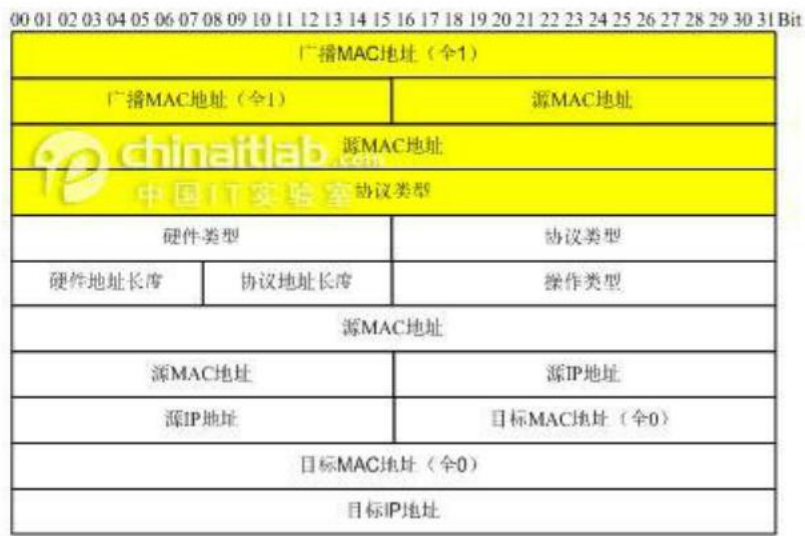 00 01 02 03 04 05 06 07 08 09 10 11 12 13 14 15 16 17 18 19 20 21 22 23 24 25 26 27 28 29 30 31 Bit
广播MAC地址（全1）
广播MAC地址（全1） 源MAC地址
源MAC地址
chinaitlab.com
中国IT实验室
协议类型
硬件类型 协议类型
硬件地址长度 协议地址长度 操作类型
源MAC地址
源MAC地址 源IP地址
源IP地址 目标MAC地址（全0）
目标MAC地址（全0）
目标IP地址